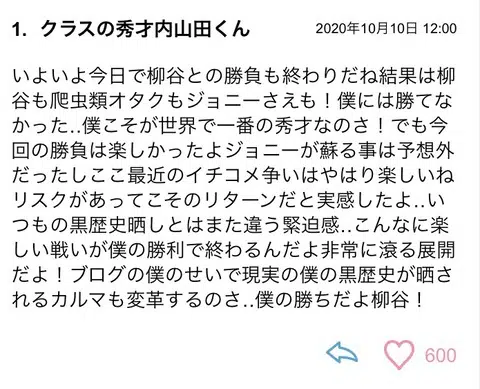 1. クラスの秀才内山田くん 2020年10月10日 12:00
いよいよ今日で柳谷との勝負も終わりだね結果は柳
谷も爬虫類オタクもジョニーさえも！僕には勝てな
かった‥僕こそが世界で一番の秀才なのさ！でも今
回の勝負は楽しかったよジョニーが蘇る事は予想外
だったしここ最近のイチコメ争いはやはり楽しいね
リスクがあってこそのリターンだと実感したよ‥い
つもの黒歴史晒しとはまた違う緊迫感‥こんなに楽
しい戦いが僕の勝利で終わるんだよ非常に滾る展開
だよ！ブログの僕のせいで現実の僕の黒歴史が晒さ
れるカルマも変革するのさ‥僕の勝ちだよ柳谷！
600